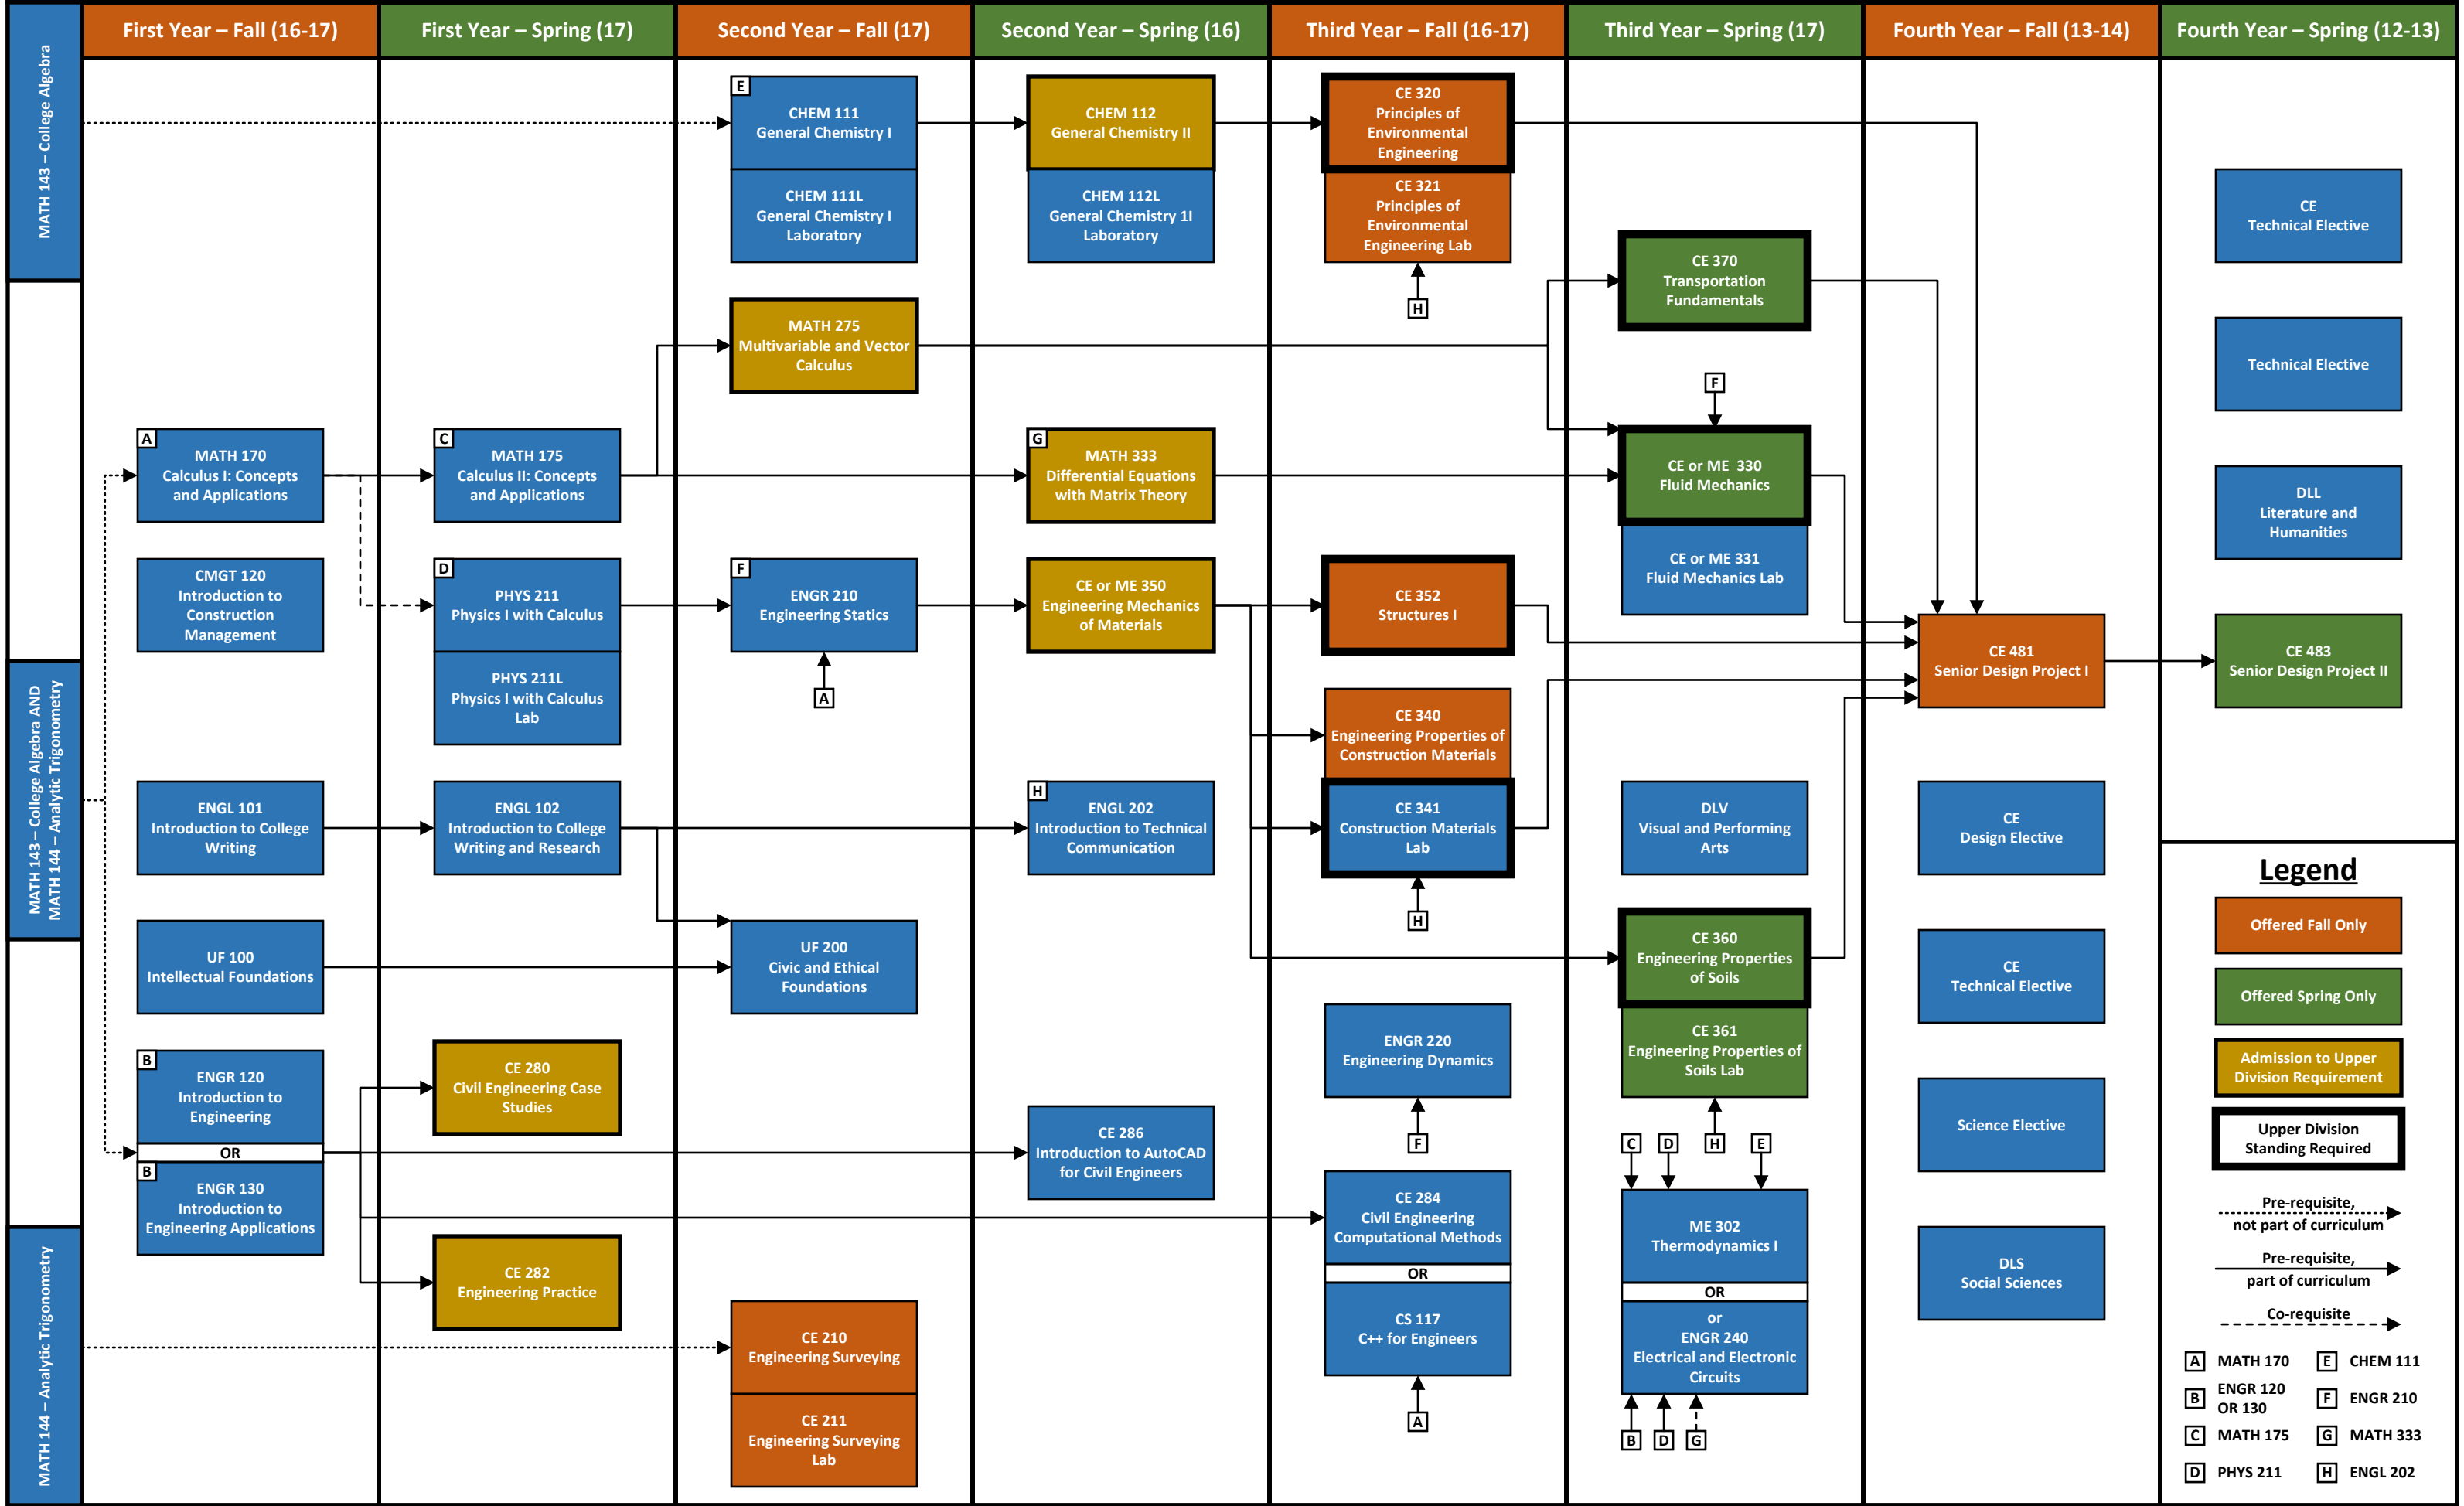 First Year – Fall (16-17)
First Year – Spring (17)
Second Year – Fall (17)
Second Year – Spring (16)
Third Year – Fall (16-17)
Third Year – Spring (17)
Fourth Year – Fall (13-14)
Fourth Year – Spring (12-13)
MATH 143 – College Algebra
MATH 143 – College Algebra AND
MATH 144 – Analytic Trigonometry
MATH 144 – Analytic Trigonometry
A
MATH 170
Calculus I: Concepts
and Applications
CMGT 120
Introduction to
Construction
Management
ENGL 101
Introduction to College
Writing
UF 100
Intellectual Foundations
B
ENGR 120
Introduction to
Engineering
OR
B
ENGR 130
Introduction to
Engineering Applications
C
MATH 175
Calculus II: Concepts
and Applications
D
PHYS 211
Physics I with Calculus
PHYS 211L
Physics I with Calculus
Lab
ENGL 102
Introduction to College
Writing and Research
CE 280
Civil Engineering Case
Studies
CE 282
Engineering Practice
E
CHEM 111
General Chemistry I
CHEM 111L
General Chemistry I
Laboratory
MATH 275
Multivariable and Vector
Calculus
F
ENGR 210
Engineering Statics
A
UF 200
Civic and Ethical
Foundations
CE 210
Engineering Surveying
CE 211
Engineering Surveying
Lab
CHEM 112
General Chemistry II
CHEM 112L
General Chemistry 1I
Laboratory
G
MATH 333
Differential Equations
with Matrix Theory
CE or ME 350
Engineering Mechanics
of Materials
H
ENGL 202
Introduction to Technical
Communication
CE 286
Introduction to AutoCAD
for Civil Engineers
CE 320
Principles of
Environmental
Engineering
CE 321
Principles of
Environmental
Engineering Lab
H
CE 352
Structures I
CE 340
Engineering Properties of
Construction Materials
CE 341
Construction Materials
Lab
H
ENGR 220
Engineering Dynamics
F
CE 284
Civil Engineering
Computational Methods
OR
CS 117
C++ for Engineers
A
CE 370
Transportation
Fundamentals
F
CE or ME  330
Fluid Mechanics
CE or ME 331
Fluid Mechanics Lab
DLV
Visual and Performing
Arts
CE 360
Engineering Properties
of Soils
CE 361
Engineering Properties of
Soils Lab
C D H E
ME 302
Thermodynamics I
OR
or
ENGR 240
Electrical and Electronic
Circuits
B D G
CE 481
Senior Design Project I
CE
Design Elective
CE
Technical Elective
Science Elective
DLS
Social Sciences
CE
Technical Elective
Technical Elective
DLL
Literature and
Humanities
CE 483
Senior Design Project II
Legend
Offered Fall Only
Offered Spring Only
Admission to Upper
Division Requirement
Upper Division
Standing Required
Pre-requisite,
not part of curriculum
Pre-requisite,
part of curriculum
Co-requisite
A MATH 170
E CHEM 111
B ENGR 120
OR 130
F ENGR 210
C MATH 175
G MATH 333
D PHYS 211
H ENGL 202